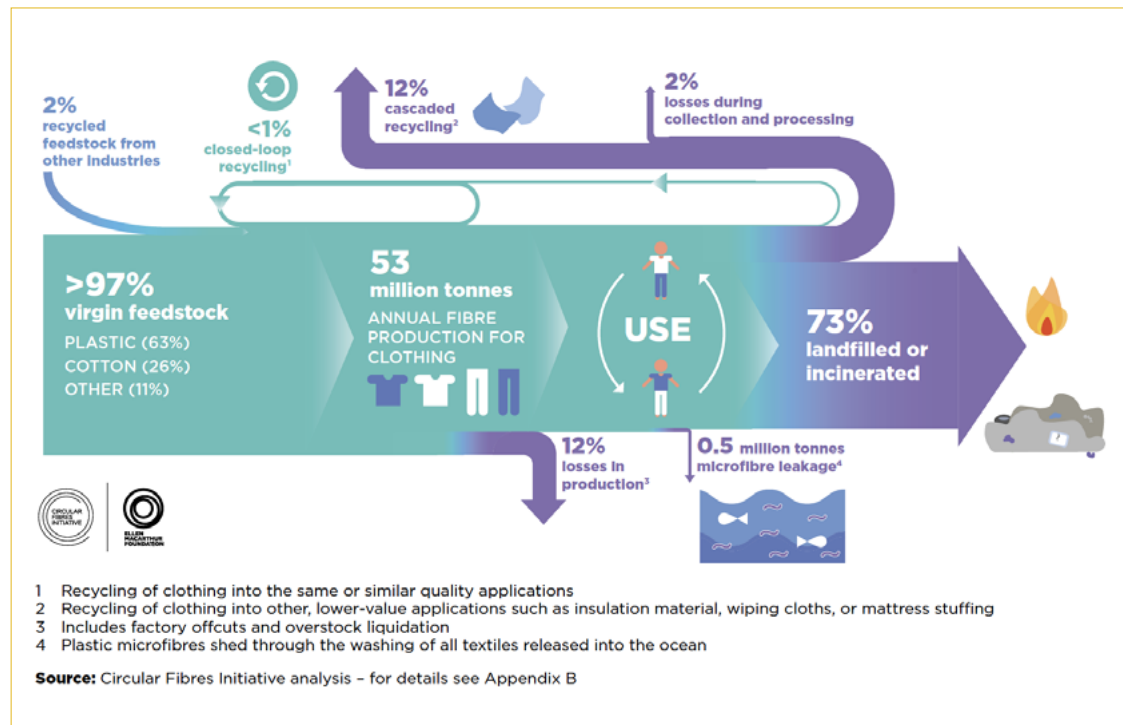 2%
recycled
feedstock from
other industries
<1%
closed-loop
recycling1
12%
cascaded
recycling2
2%
losses during
collection and processing
>97%
virgin feedstock
PLASTIC (63%)
COTTON (26%)
OTHER (11%)
53
million tonnes
ANNUAL FIBRE
PRODUCTION FOR
CLOTHING
USE
73%
landfilled or
incinerated
12%
losses in
production3
0.5 million tonnes
microfibre leakage4
CIRCULAR
FIBRES
INITIATIVE
ELLEN
MACARTHUR
FOUNDATION
1 Recycling of clothing into the same or similar quality applications
2 Recycling of clothing into other, lower-value applications such as insulation material, wiping cloths, or mattress stuffing
3 Includes factory offcuts and overstock liquidation
4 Plastic microfibres shed through the washing of all textiles released into the ocean
Source: Circular Fibres Initiative analysis – for details see Appendix B